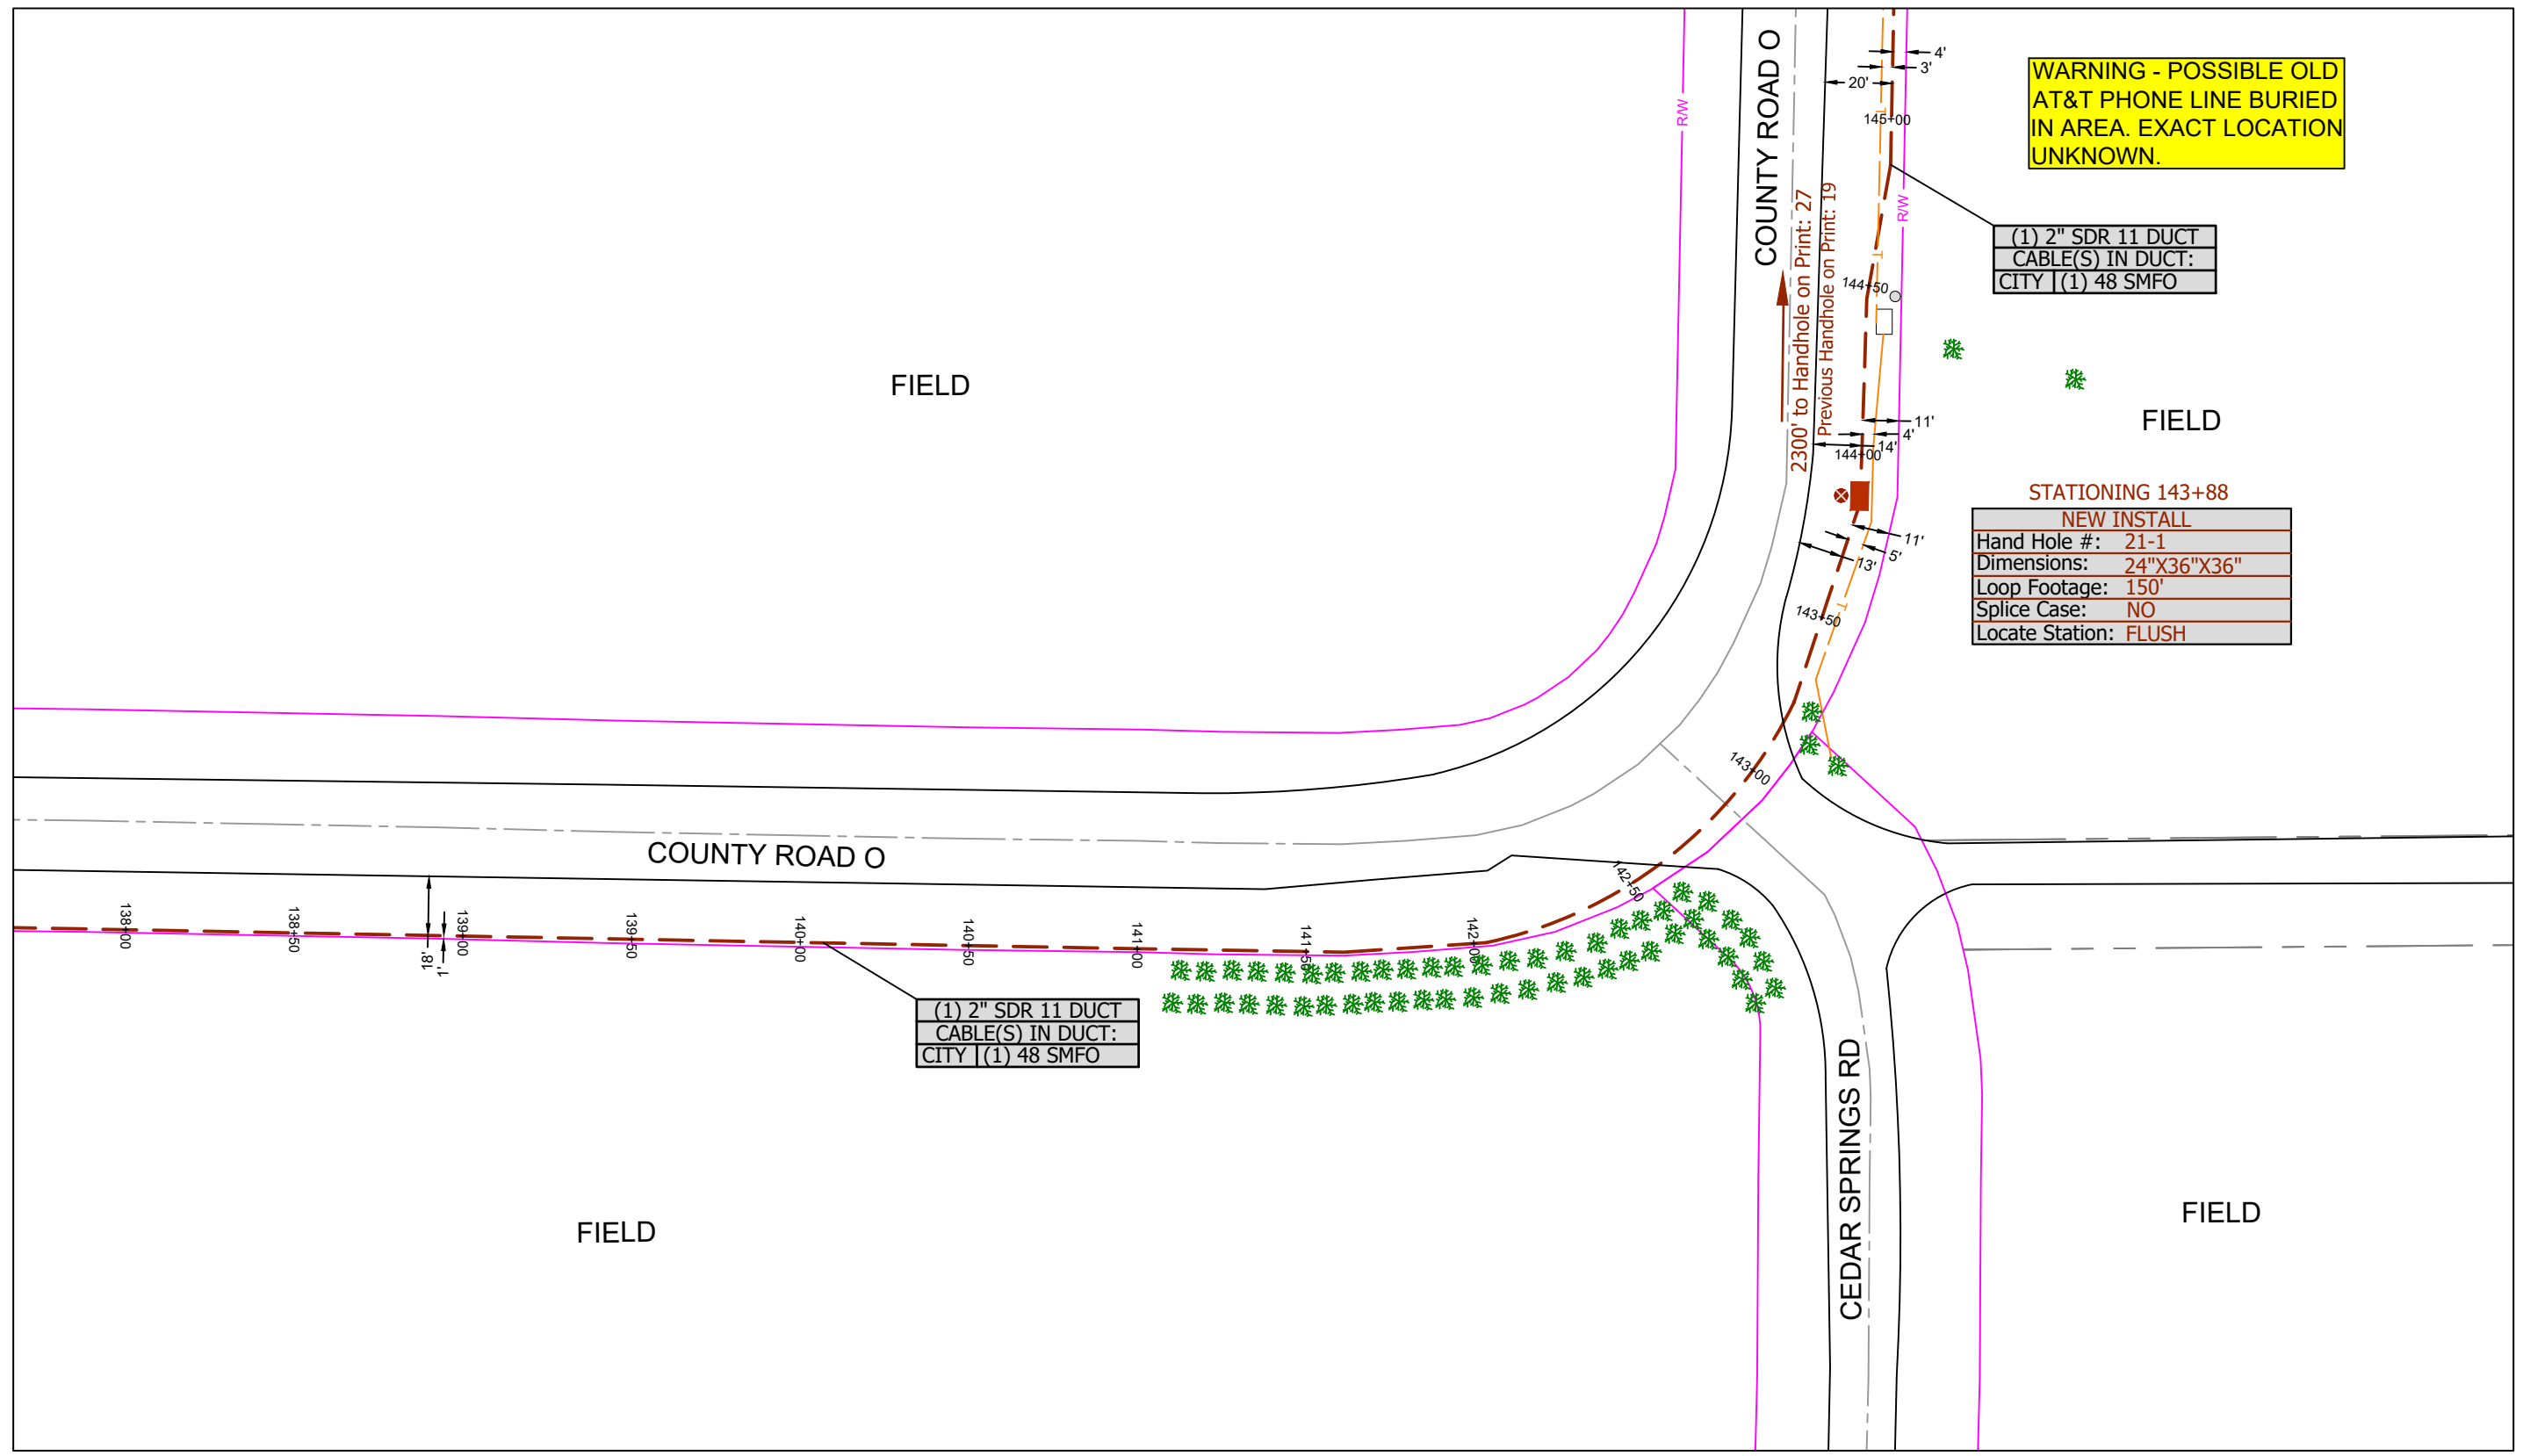 COUNTY ROAD O
4'
3'
20'
R/W
145+00
WARNING - POSSIBLE OLD
AT&T PHONE LINE BURIED
IN AREA. EXACT LOCATION
UNKNOWN.
2300' to Handhole on Print: 27
Previous Handhole on Print: 19
R/W
T
T
(1) 2" SDR 11 DUCT
CABLE(S) IN DUCT:
CITY (1) 48 SMFO
144+50
FIELD
FIELD
11'
4'
14'
144+00
STATIONING 143+88
NEW INSTALL
Hand Hole #: 21-1
Dimensions: 24"X36"X36"
Loop Footage: 150'
Splice Case: NO
Locate Station: FLUSH
11'
5'
13'
T
143+50
143+00
COUNTY ROAD O
142+50
138+00
138+50
139+00
139+50
140+00
140+50
141+00
141+50
142+00
18'
1'
(1) 2" SDR 11 DUCT
CABLE(S) IN DUCT:
CITY (1) 48 SMFO
CEDAR SPRINGS RD
FIELD
FIELD